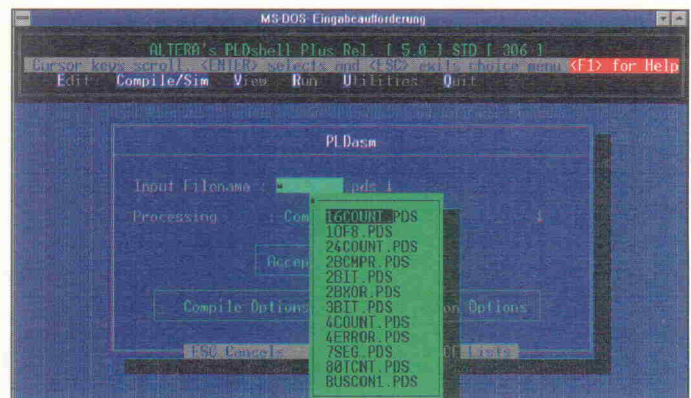 MS-DOS-Eingabeaufforderung
ALTERA's PLDshell Plus Rel. [ 5.0 ] STD [ 306 ]
Cursor keys scroll <ENTER> selects and <ESC> exits choice menu <F1> for Help
Edit Compile/Sim View Run Utilities Quit
PLDasm
Input Filename : * .pds ↓
Processing : Com ↓
16COUNT.PDS
1OF8.PDS
24COUNT.PDS
Accep
2BCMPR.PDS
2BIT.PDS
2BXOR.PDS
Compile Options 3BIT.PDS on Options
4COUNT.PDS
4ERROR.PDS
ESC Cancels 7SEG.PDS Lists
80TCNT.PDS
BUSCON1.PDS